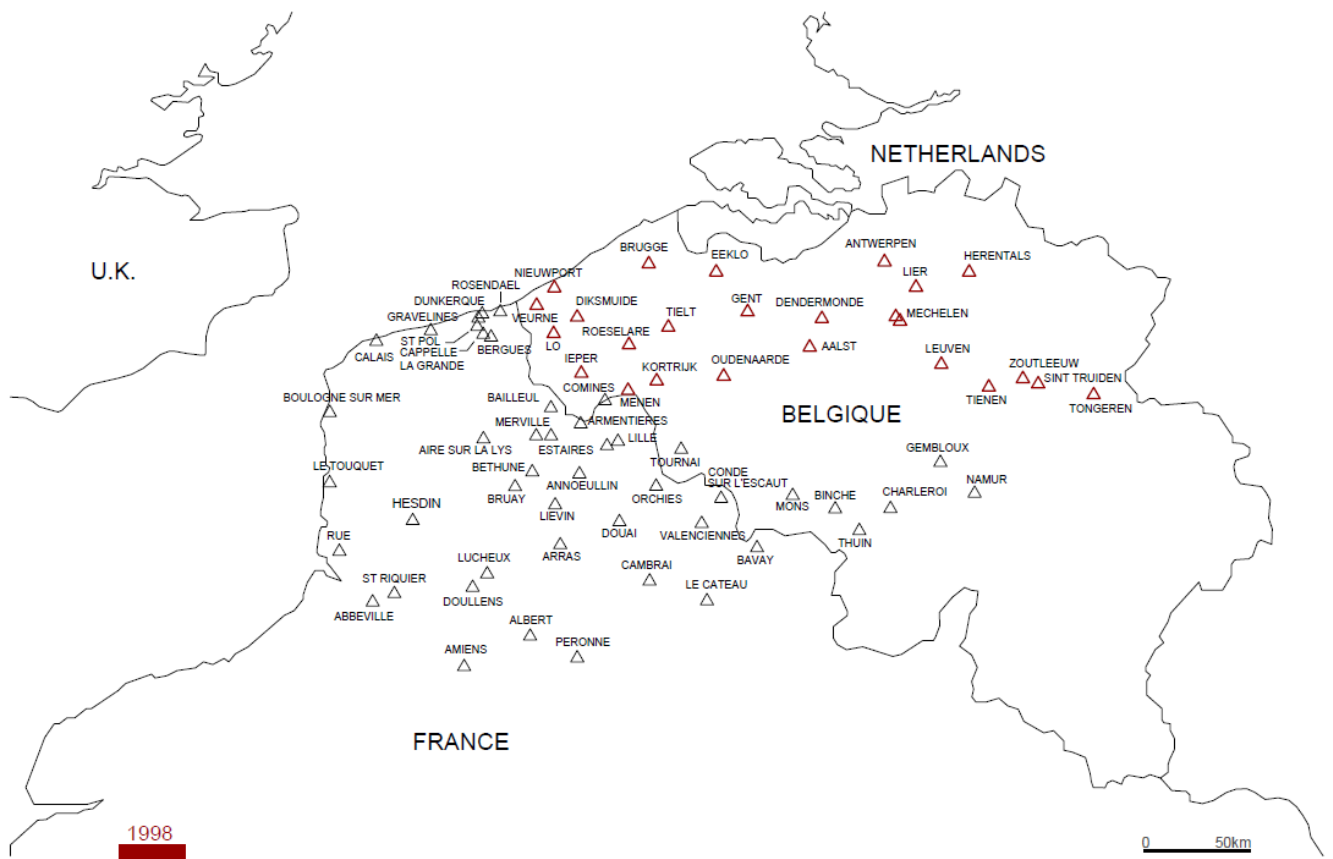 NETHERLANDS
U.K.
BRUGGE
EEKLO
ANTWERPEN
HERENTALS
LIER
NIEUWPORT
ROSENDAEL
DUNKERQUE
GRAVELINES
VEURNE
DIKSMUIDE
TIELT
GENT
DENDERMONDE
MECHELEN
ST POL
CAPPELLE
LA GRANDE
BERGUES
CALAIS
LO
ROESELARE
AALST
LEUVEN
IEPER
KORTRIJK
OUDENAARDE
ZOUTLEEUW
SINT TRUIDEN
TIENEN
TONGEREN
COMINES
MENEN
BOULOGNE SUR MER
BAILLEUL
BELGIQUE
MERVILLE
ARMENTIERES
LILLE
AIRE SUR LA LYS
ESTAIRES
TOURNAI
GEMBLOUX
LE TOUQUET
BETHUNE
ANNOEULLIN
CONDE
SUR L'ESCAUT
BRUAY
ORCHIES
MONS
BINCHE
CHARLEROI
NAMUR
HESDIN
LIEVIN
DOUAI
VALENCIENNES
THUIN
RUE
ARRAS
BAVAY
LUCHEUX
CAMBRAI
LE CATEAU
ST RIQUIER
DOULLENS
ABBEVILLE
ALBERT
PERONNE
AMIENS
FRANCE
1998
0 50km